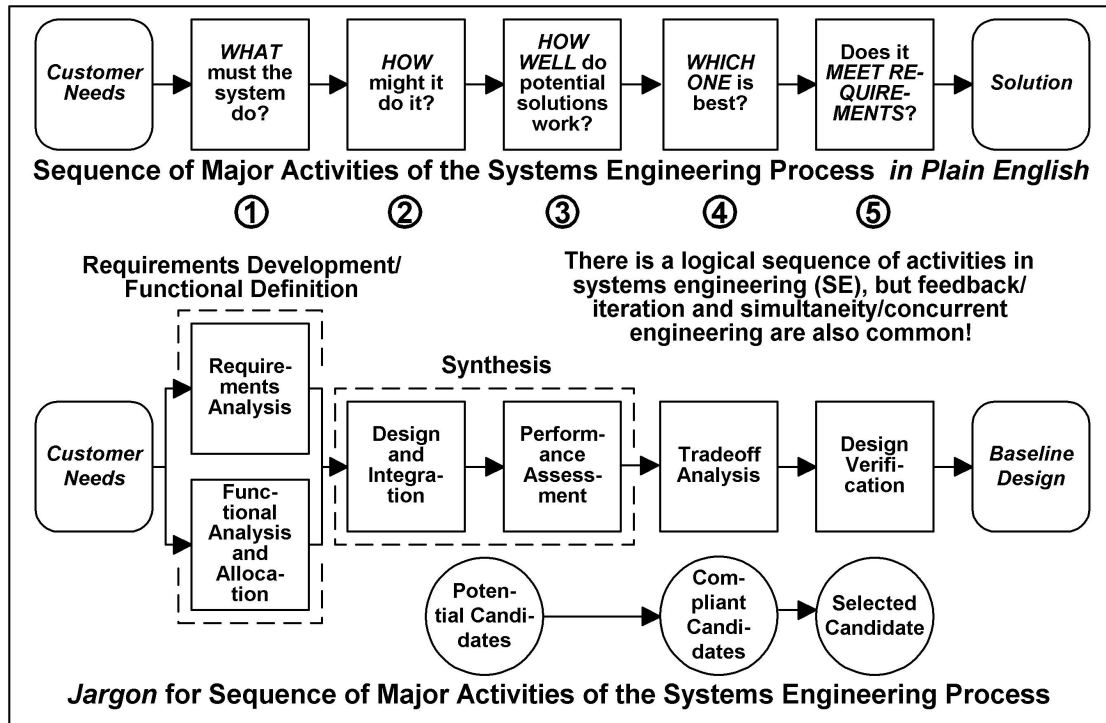 Customer
Needs
WHAT
must the
system
do?
HOW
might it
do it?
HOW
WELL do
potential
solutions
work?
WHICH
ONE is
best?
Does it
MEET RE-
QUIRE-
MENTS?
Solution
Sequence of Major Activities of the Systems Engineering Process in Plain English
1
2
3
4
5
Requirements Development/
Functional Definition
There is a logical sequence of activities in
systems engineering (SE), but feedback/
iteration and simultaneity/concurrent
engineering are also common!
Synthesis
Customer
Needs
Require-
ments
Analysis
Func-
tional
Analysis
and
Alloca-
tion
Design
and
Integra-
tion
Perform-
ance
Assess-
ment
Tradeoff
Analysis
Design
Verifi-
cation
Baseline
Design
Poten-
tial Candi-
dates
Com-
pliant
Candi-
dates
Selected
Candidate
Jargon for Sequence of Major Activities of the Systems Engineering Process